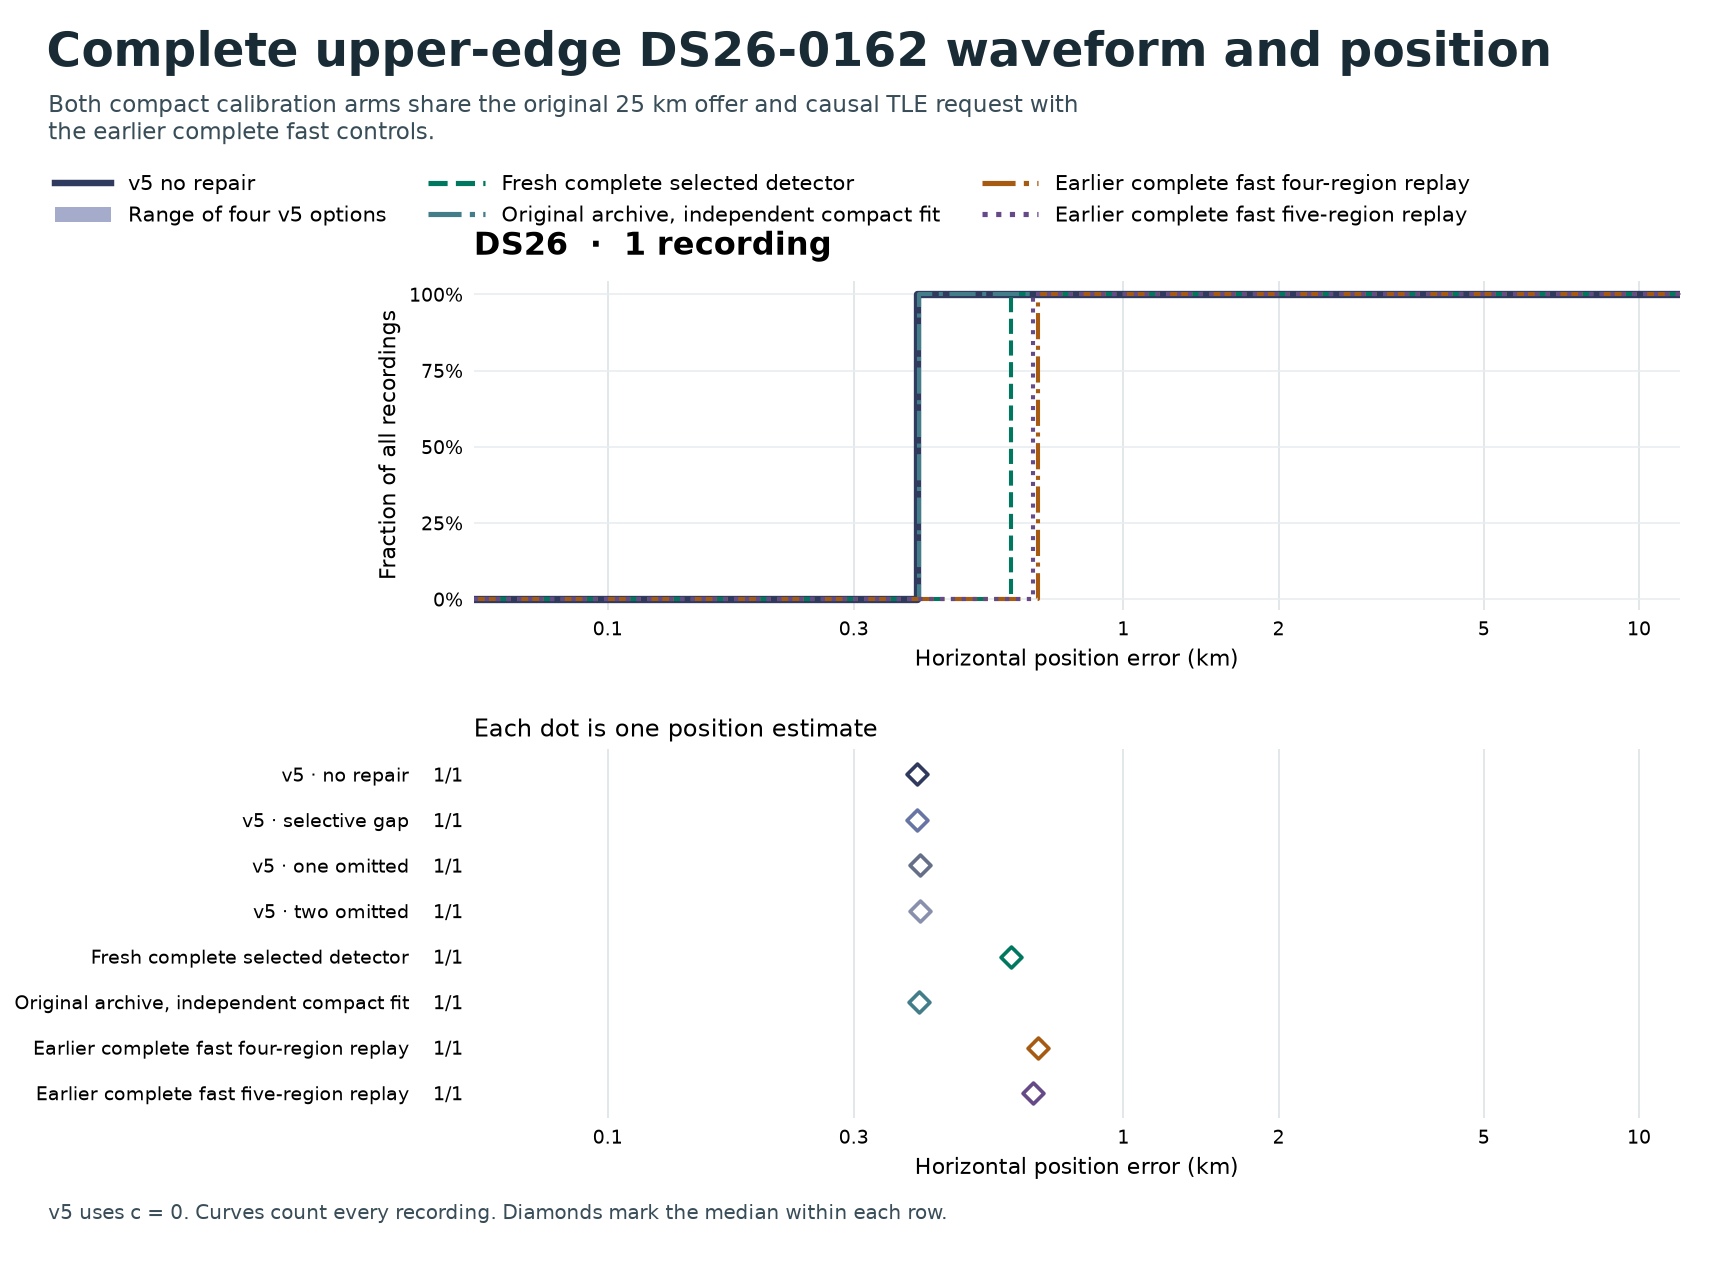 Complete upper-edge DS26-0162 waveform and position
Both compact calibration arms share the original 25 km offer and causal TLE request with
the earlier complete fast controls.
v5 no repair
Fresh complete selected detector
Earlier complete fast four-region replay
Range of four v5 options
Original archive, independent compact fit
Earlier complete fast five-region replay
DS26 · 1 recording
Fraction of all recordings
100%
75%
50%
25%
0%
0.1 0.3 1 2 5 10
Horizontal position error (km)
Each dot is one position estimate
v5 · no repair 1/1
v5 · selective gap 1/1
v5 · one omitted 1/1
v5 · two omitted 1/1
Fresh complete selected detector 1/1
Original archive, independent compact fit 1/1
Earlier complete fast four-region replay 1/1
Earlier complete fast five-region replay 1/1
0.1 0.3 1 2 5 10
Horizontal position error (km)
v5 uses c = 0. Curves count every recording. Diamonds mark the median within each row.